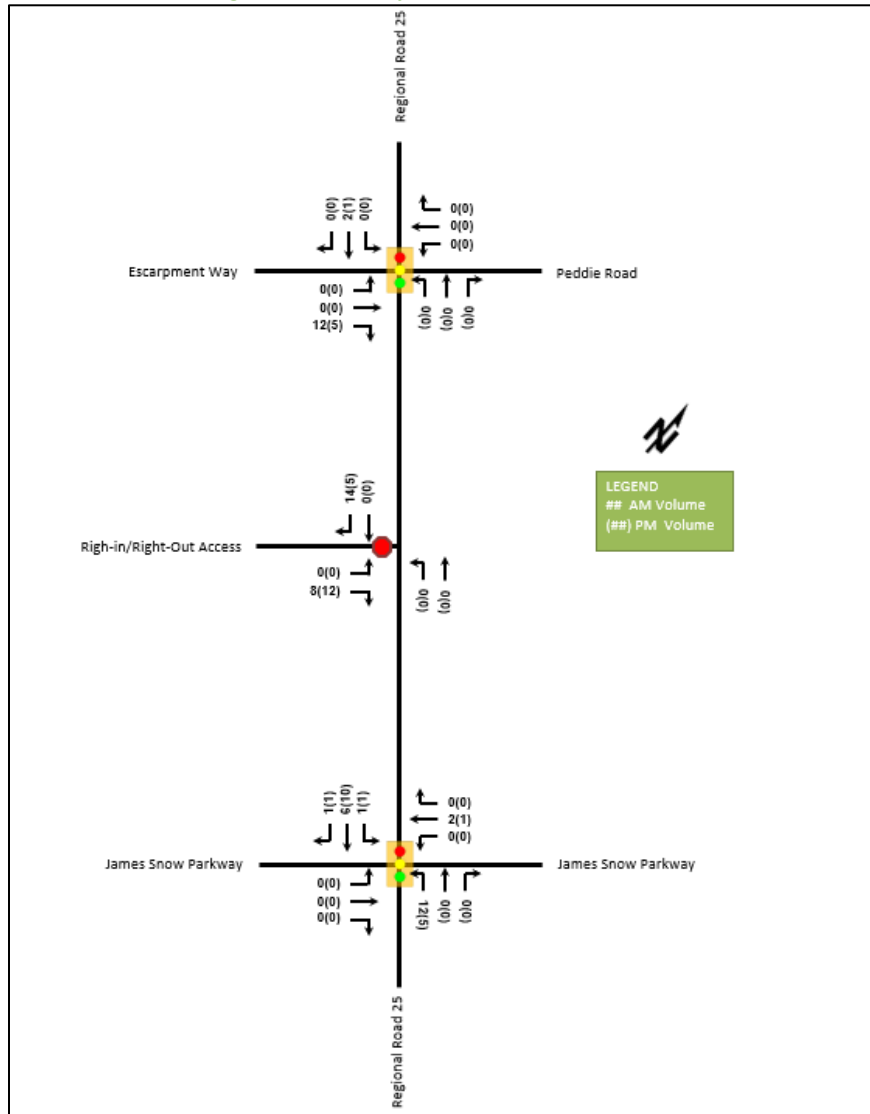 Regional Road 25
0(0)
2(1)
0(0)
0(0)
0(0)
0(0)
Escarpment Way
Peddie Road
0(0)
0(0)
12(5)
0(0)
0(0)
0(0)
N
LEGEND
## AM Volume
(##) PM Volume
14(5)
0(0)
Righ-in/Right-Out Access
0(0)
8(12)
0(0)
0(0)
1(1)
6(10)
1(1)
0(0)
2(1)
0(0)
James Snow Parkway
James Snow Parkway
0(0)
0(0)
0(0)
12(5)
0(0)
0(0)
Regional Road 25